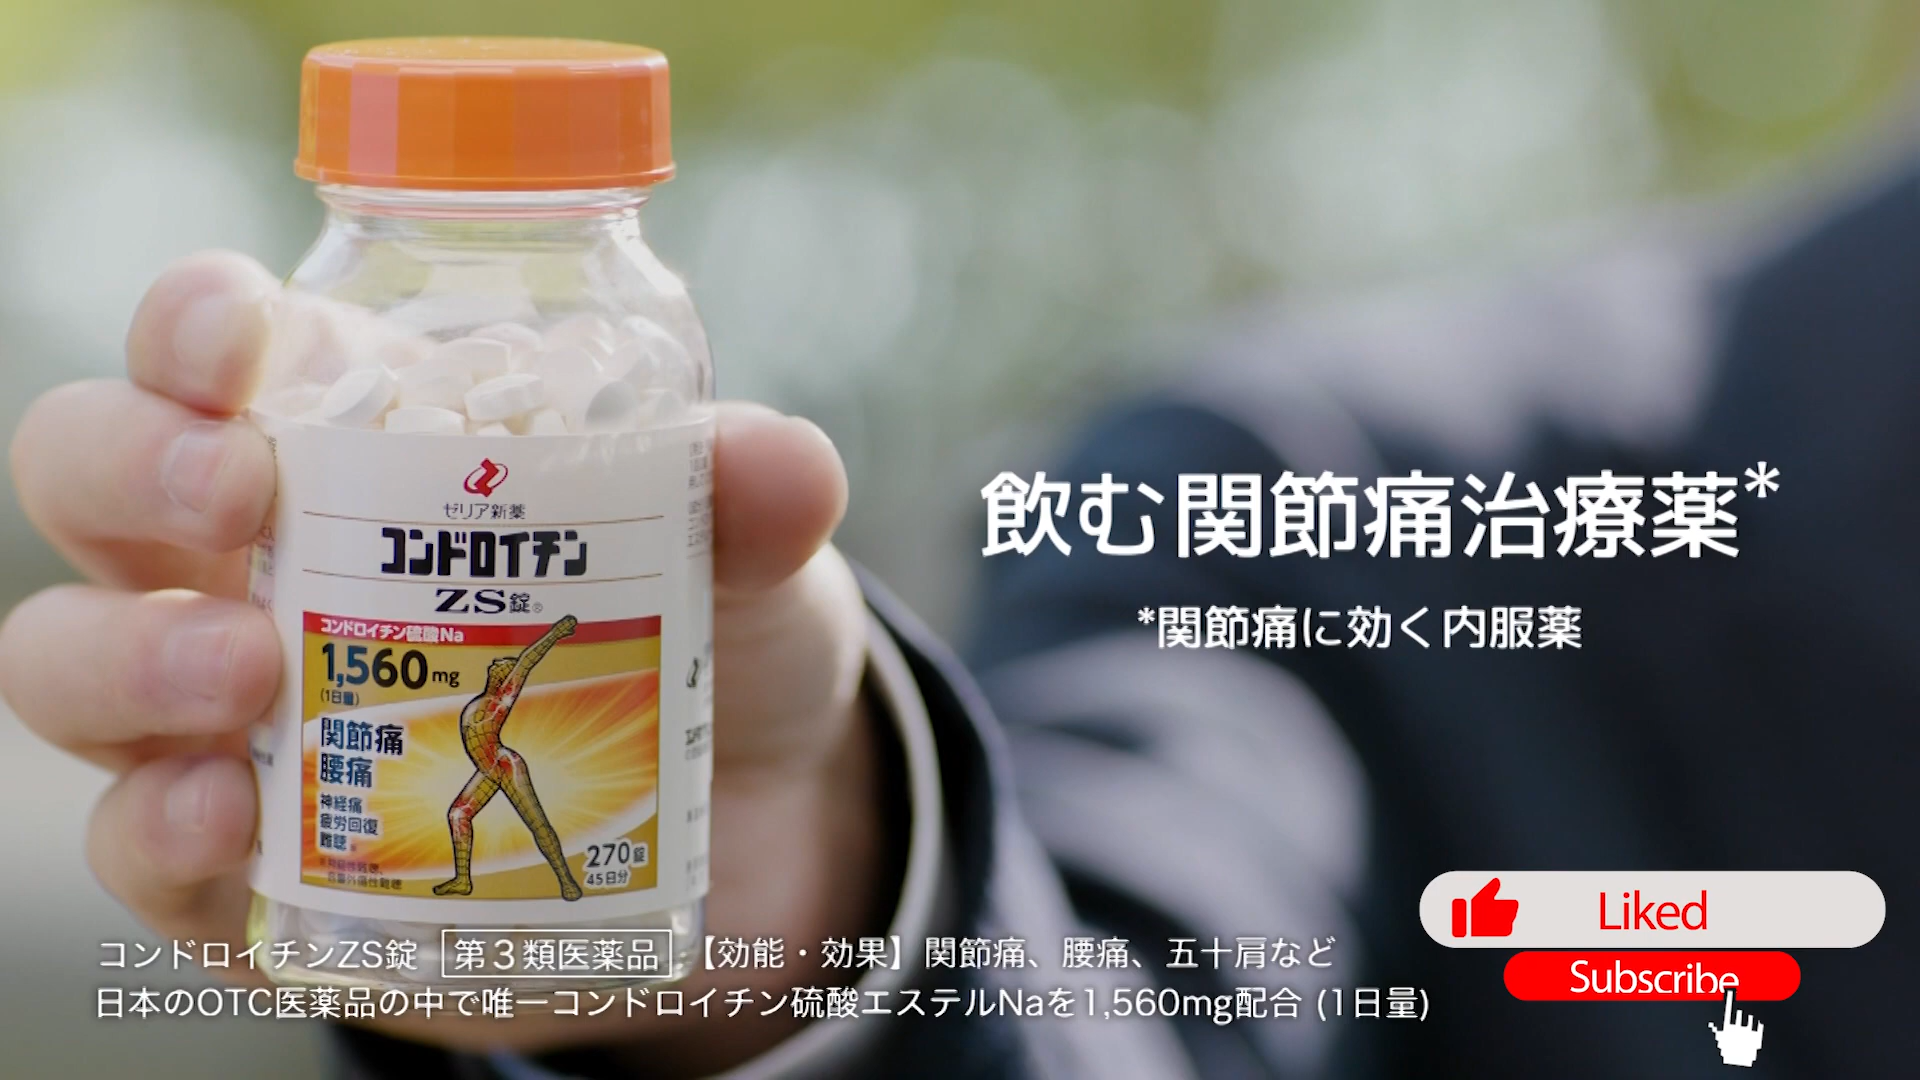 ゼリア新薬
コンドロイチン
ZS錠®
コンドロイチン硫酸Na
1,560mg
(1日量)
関節痛
腰痛
神経痛
疲労回復
難聴※
270錠
45日分
飲む関節痛治療薬*
*関節痛に効く内服薬
コンドロイチンZS錠 第3類医薬品 【効能・効果】関節痛、腰痛、五十肩など
日本のOTC医薬品の中で唯一コンドロイチン硫酸エステルNaを1,560mg配合 (1日量)
Liked
Subscribe